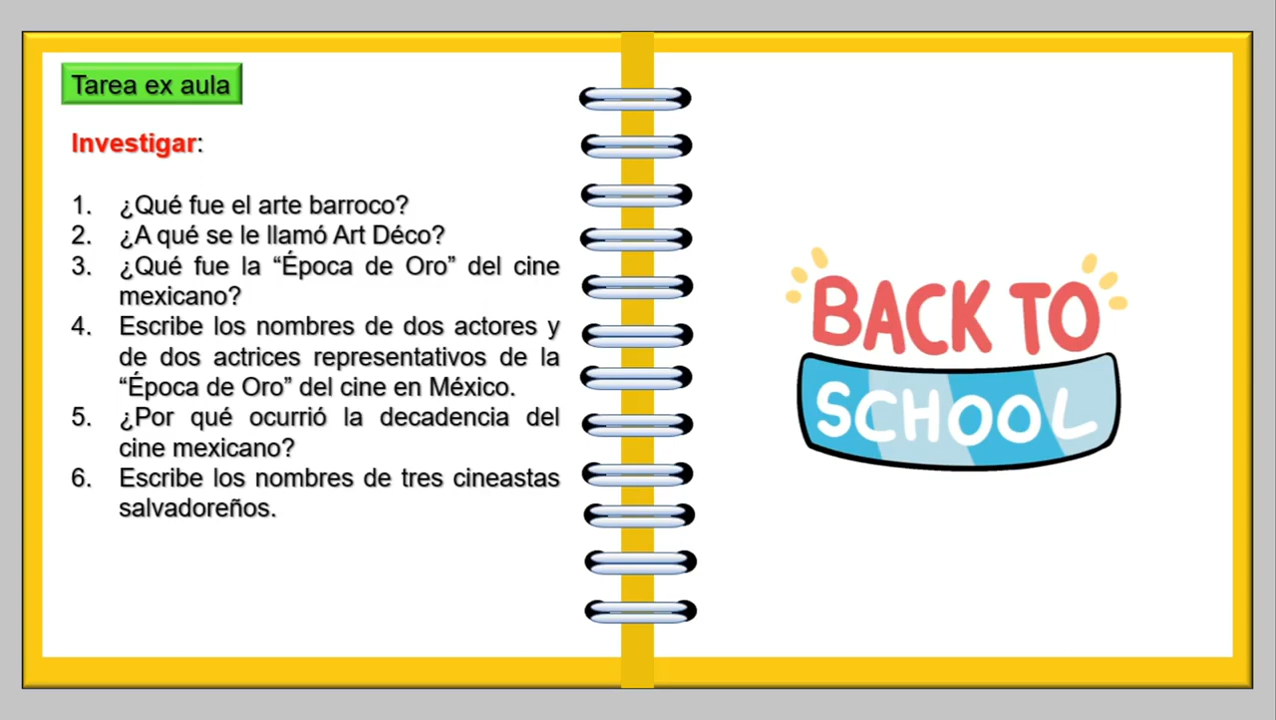 Tarea ex aula
Investigar:
1. ¿Qué fue el arte barroco?
2. ¿A qué se le llamó Art Déco?
3. ¿Qué fue la “Época de Oro” del cine
mexicano?
4. Escribe los nombres de dos actores y
de dos actrices representativos de la
“Época de Oro” del cine en México.
5. ¿Por qué ocurrió la decadencia del
cine mexicano?
6. Escribe los nombres de tres cineastas
salvadoreños.
BACK TO
SCHOOL